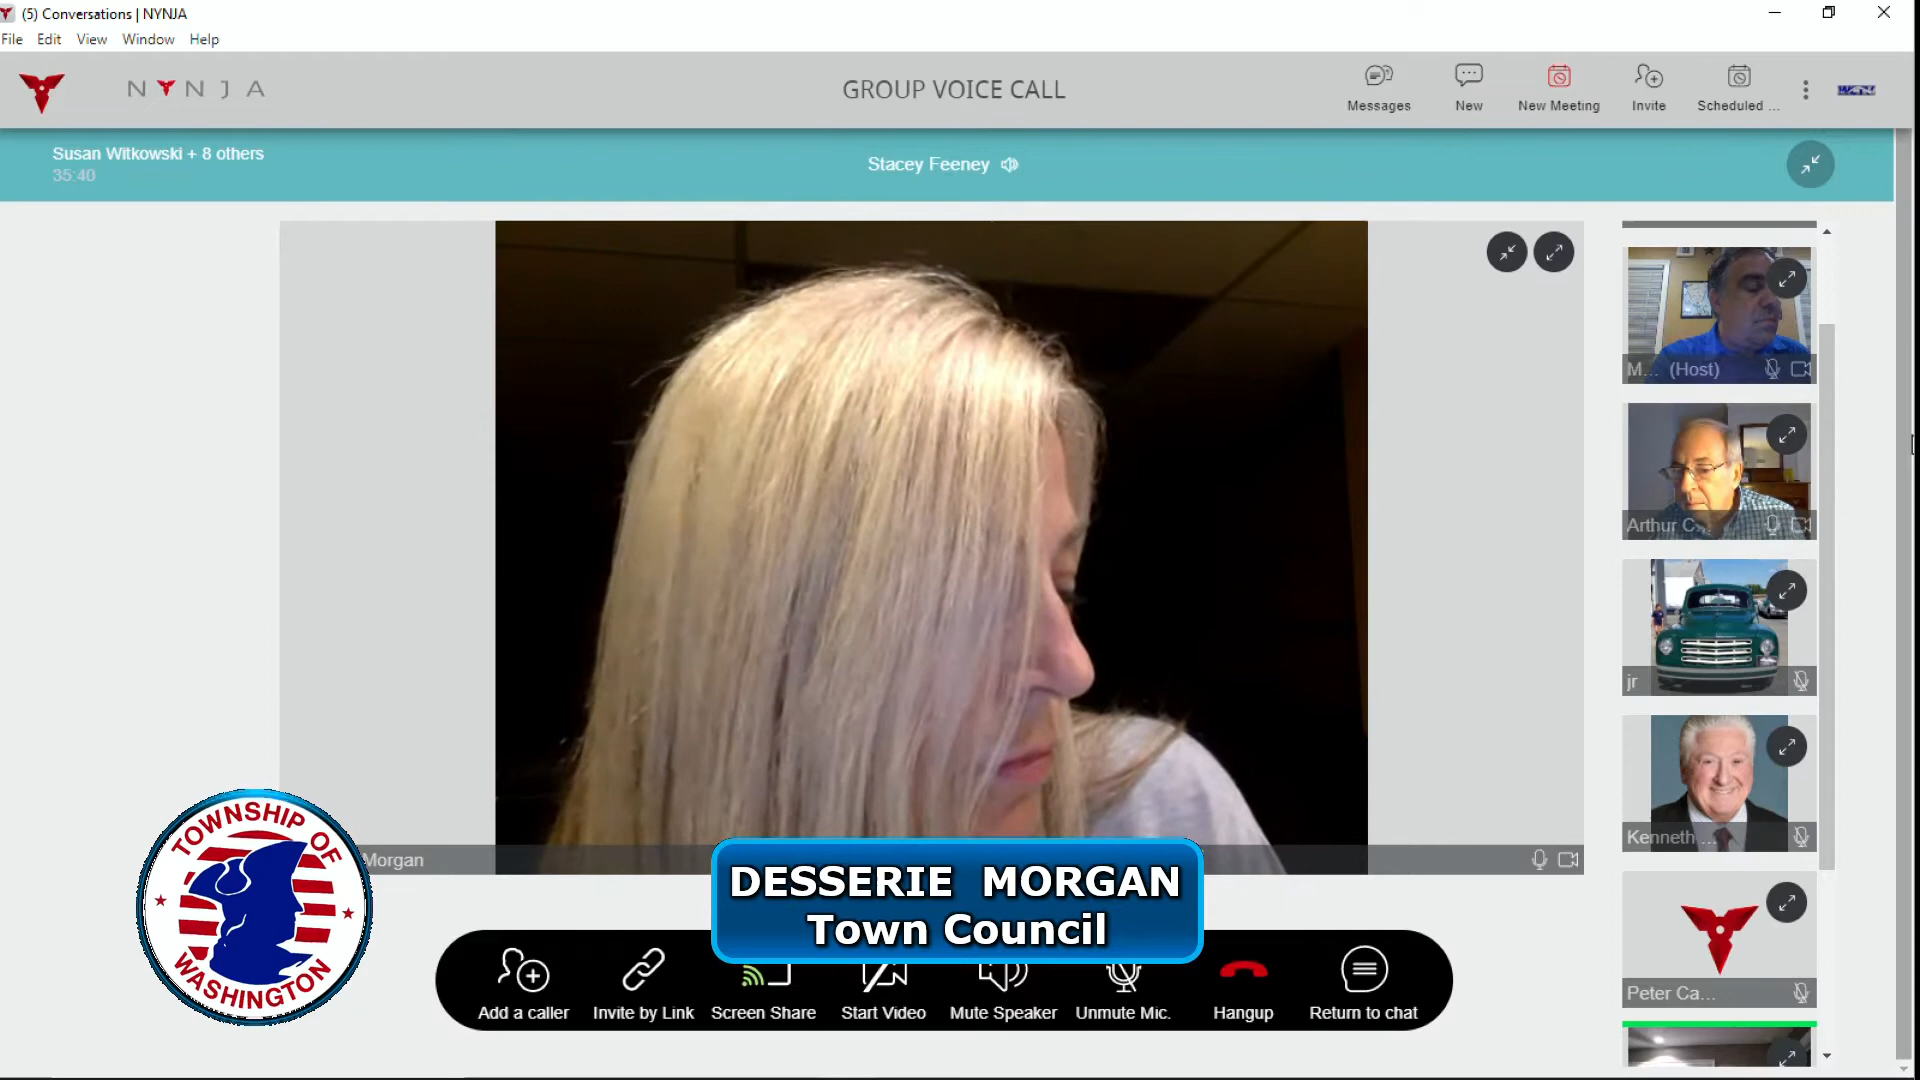 (5) Conversations | NYNJA
File Edit View Window Help
NYNJA
GROUP VOICE CALL
Messages
New
New Meeting
Invite
Scheduled ...
Susan Witkowski + 8 others
35:40
Stacey Feeney
M... (Host)
Arthur C...
jr
Kenneth ...
Peter Ca...
Morgan
TOWNSHIP OF
WASHINGTON
DESSERIE MORGAN
Town Council
Add a caller
Invite by Link
Screen Share
Start Video
Mute Speaker
Unmute Mic.
Hangup
Return to chat